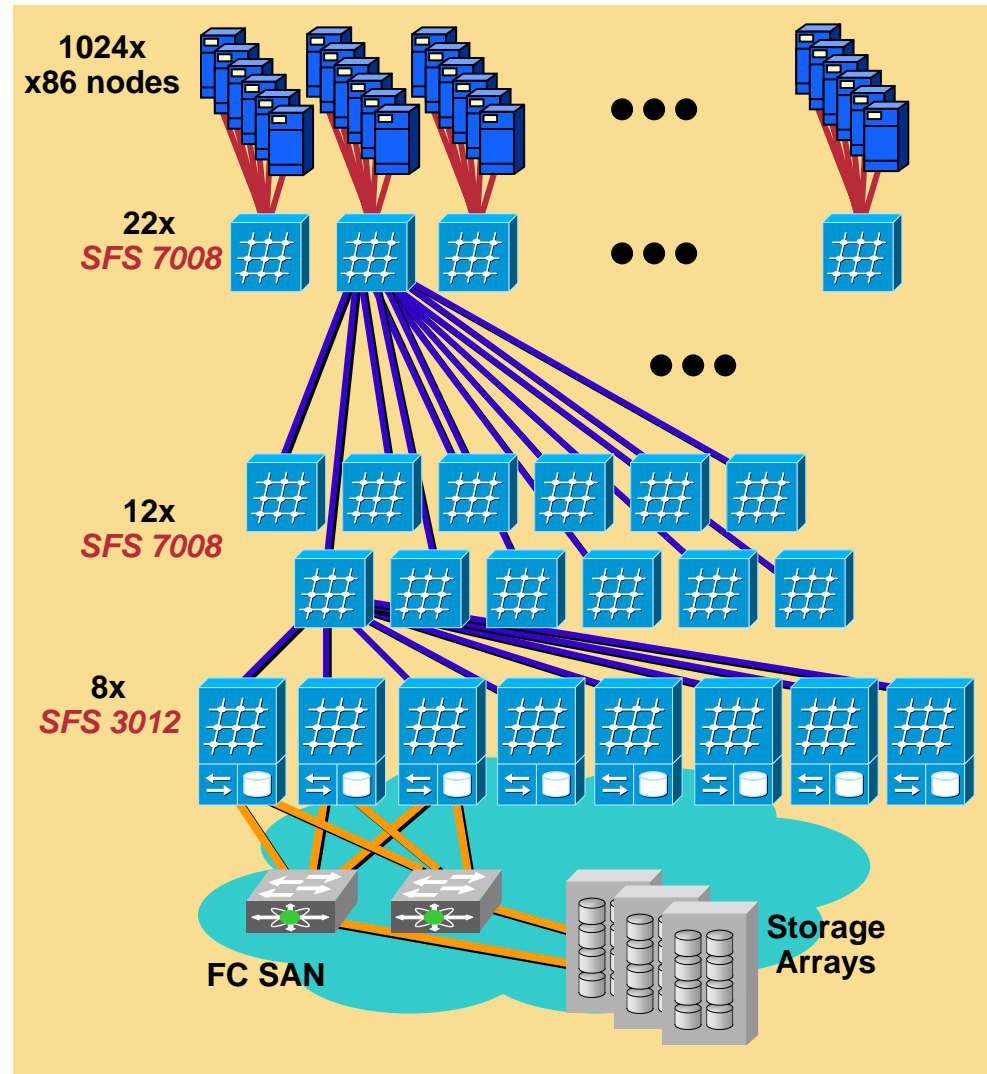 1024x
x86 nodes
22x
SFS 7008
12x
SFS 7008
8x
SFS 3012
FC SAN
Storage
Arrays